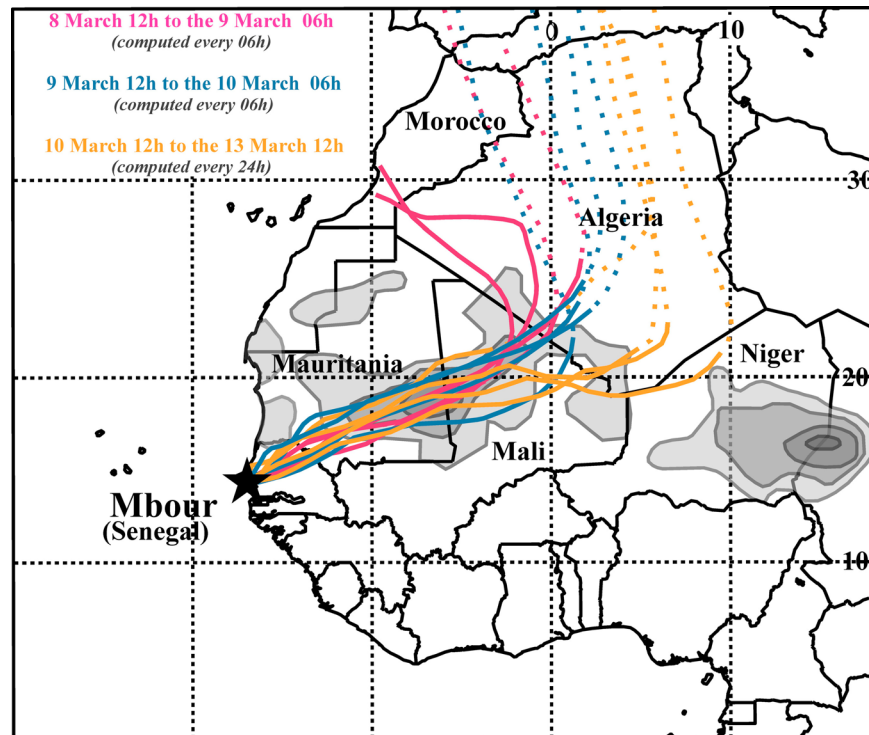 8 March 12h to the 9 March 06h
(computed every 06h)
9 March 12h to the 10 March 06h
(computed every 06h)
10 March 12h to the 13 March 12h
(computed every 24h)
0
10
Morocco
30
Algeria
Mauritania
Niger
20
Mali
Mbour
(Senegal)
10